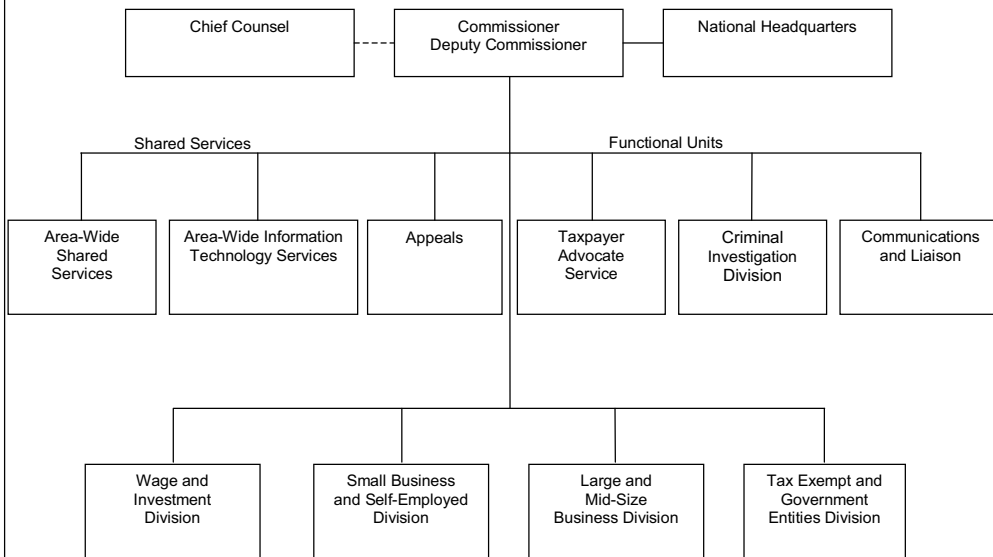 Chief Counsel
Commissioner
Deputy Commissioner
National Headquarters
Shared Services
Functional Units
Area-Wide
Shared
Services
Area-Wide Information
Technology Services
Appeals
Taxpayer
Advocate
Service
Criminal
Investigation
Division
Communications
and Liaison
Wage and
Investment
Division
Small Business
and Self-Employed
Division
Large and
Mid-Size
Business Division
Tax Exempt and
Government
Entities Division